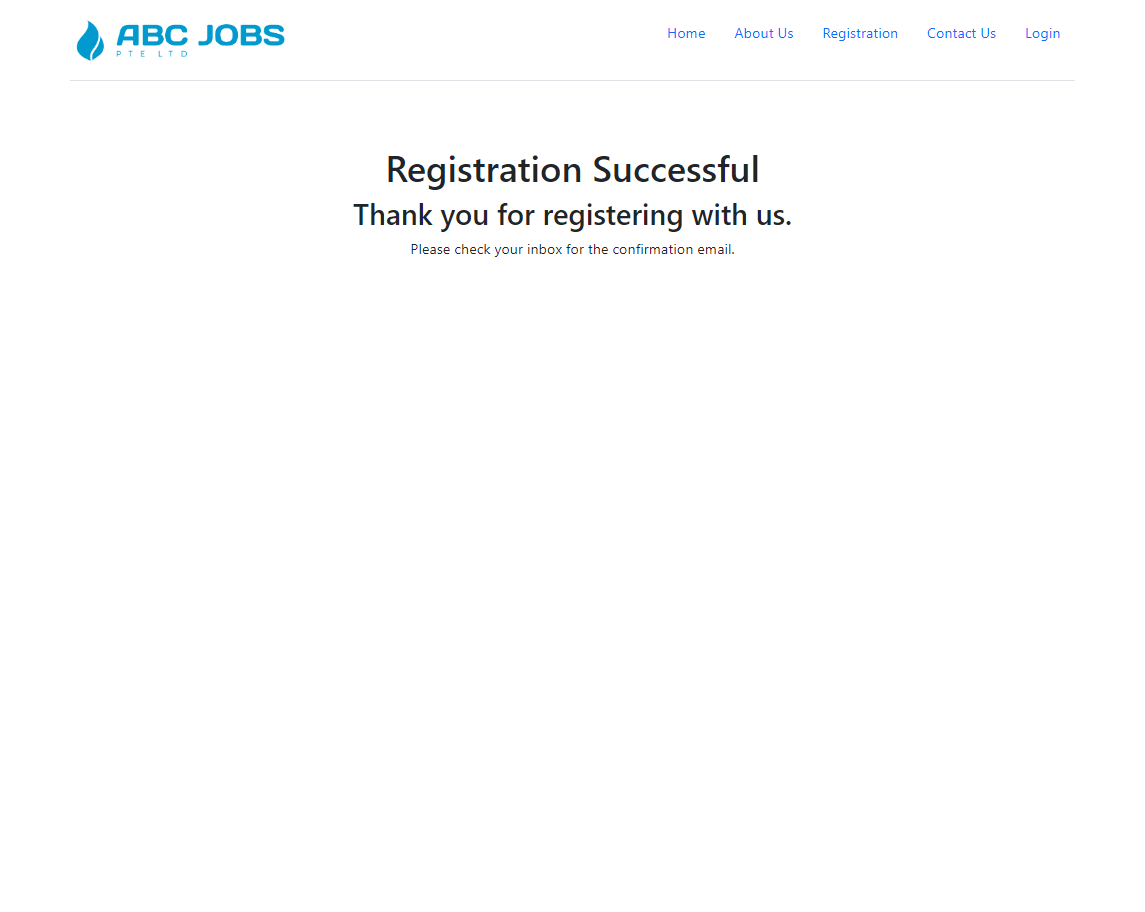 ABC JOBS
PTE LTD
Home About Us Registration Contact Us Login
Registration Successful
Thank you for registering with us.
Please check your inbox for the confirmation email.